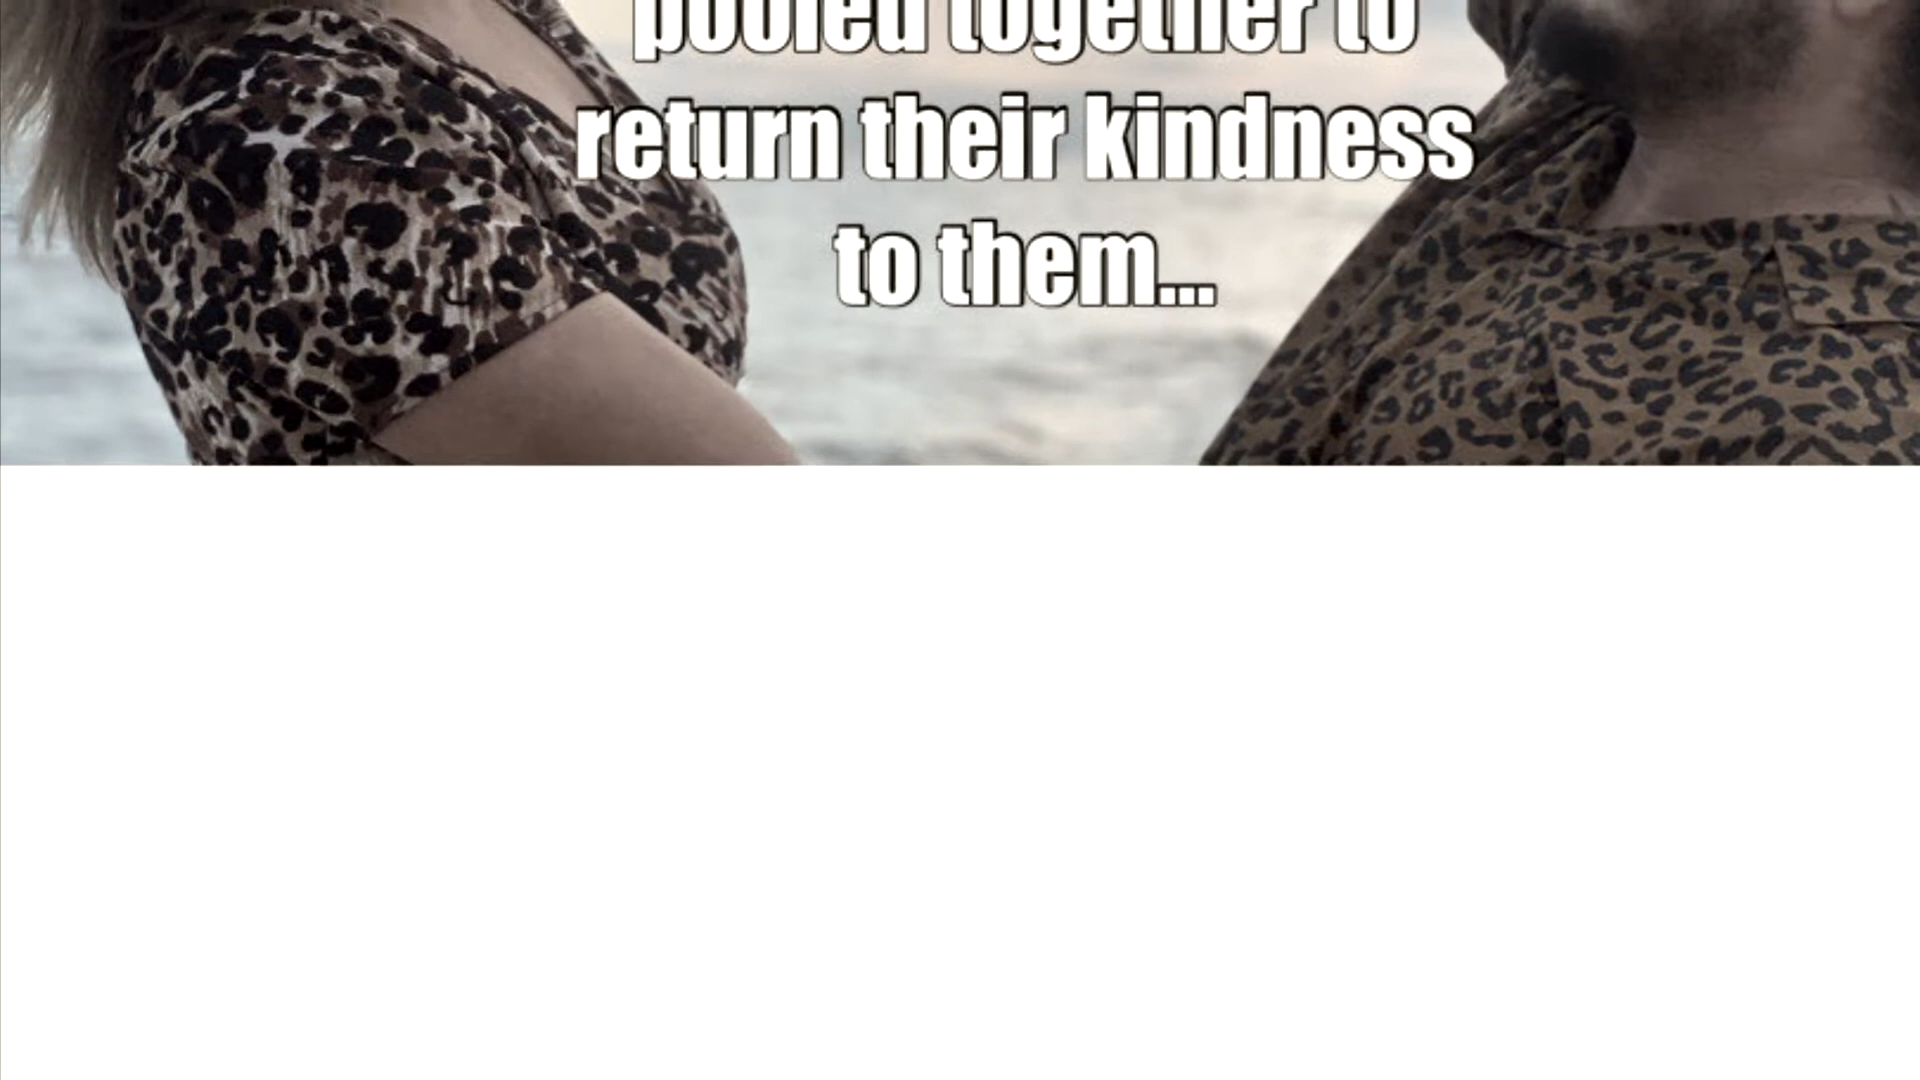 pooled together to
return their kindness
to them...